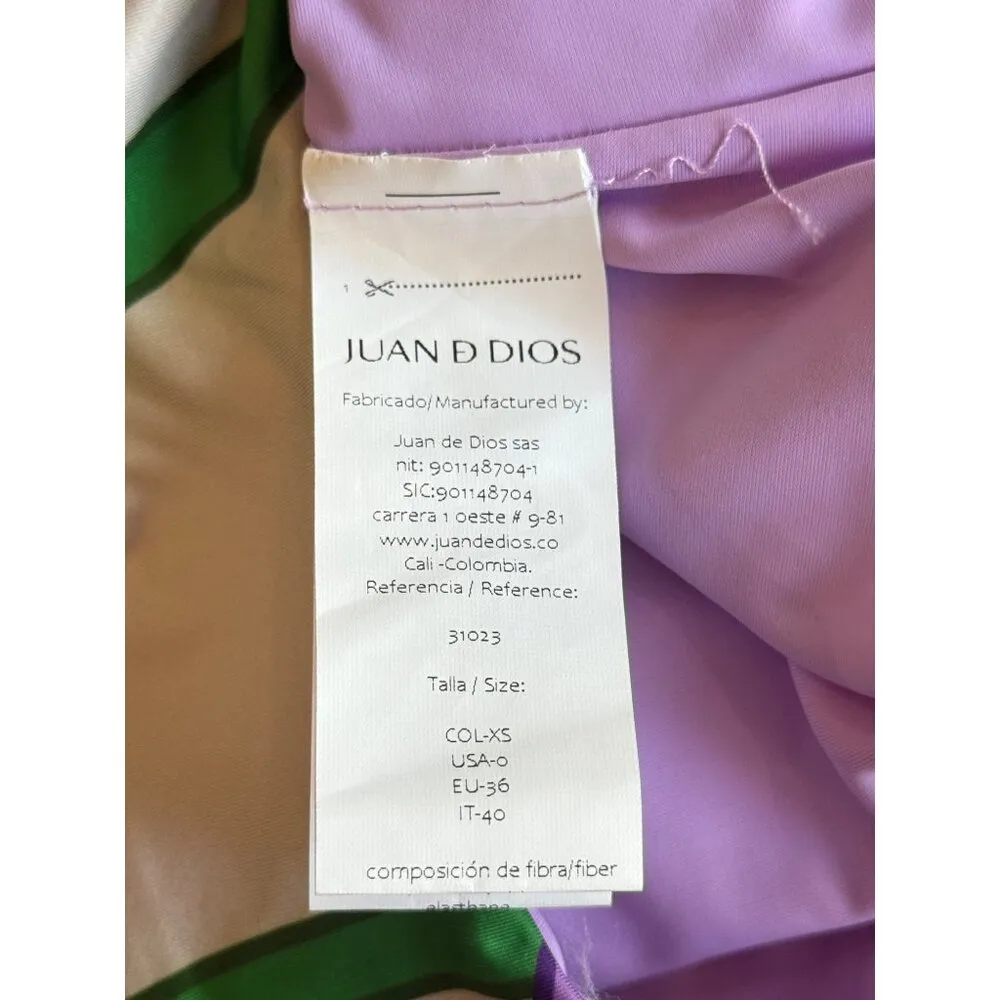 1
JUAN D DIOS
Fabricado/Manufactured by:
Juan de Dios sas
nit: 901148704-1
SIC:901148704
carrera 1 oeste # 9-81
www.juandedios.co
Cali -Colombia.
Referencia / Reference:
31023
Talla / Size:
COL-XS
USA-0
EU-36
IT-40
composición de fibra/fiber
elasthane